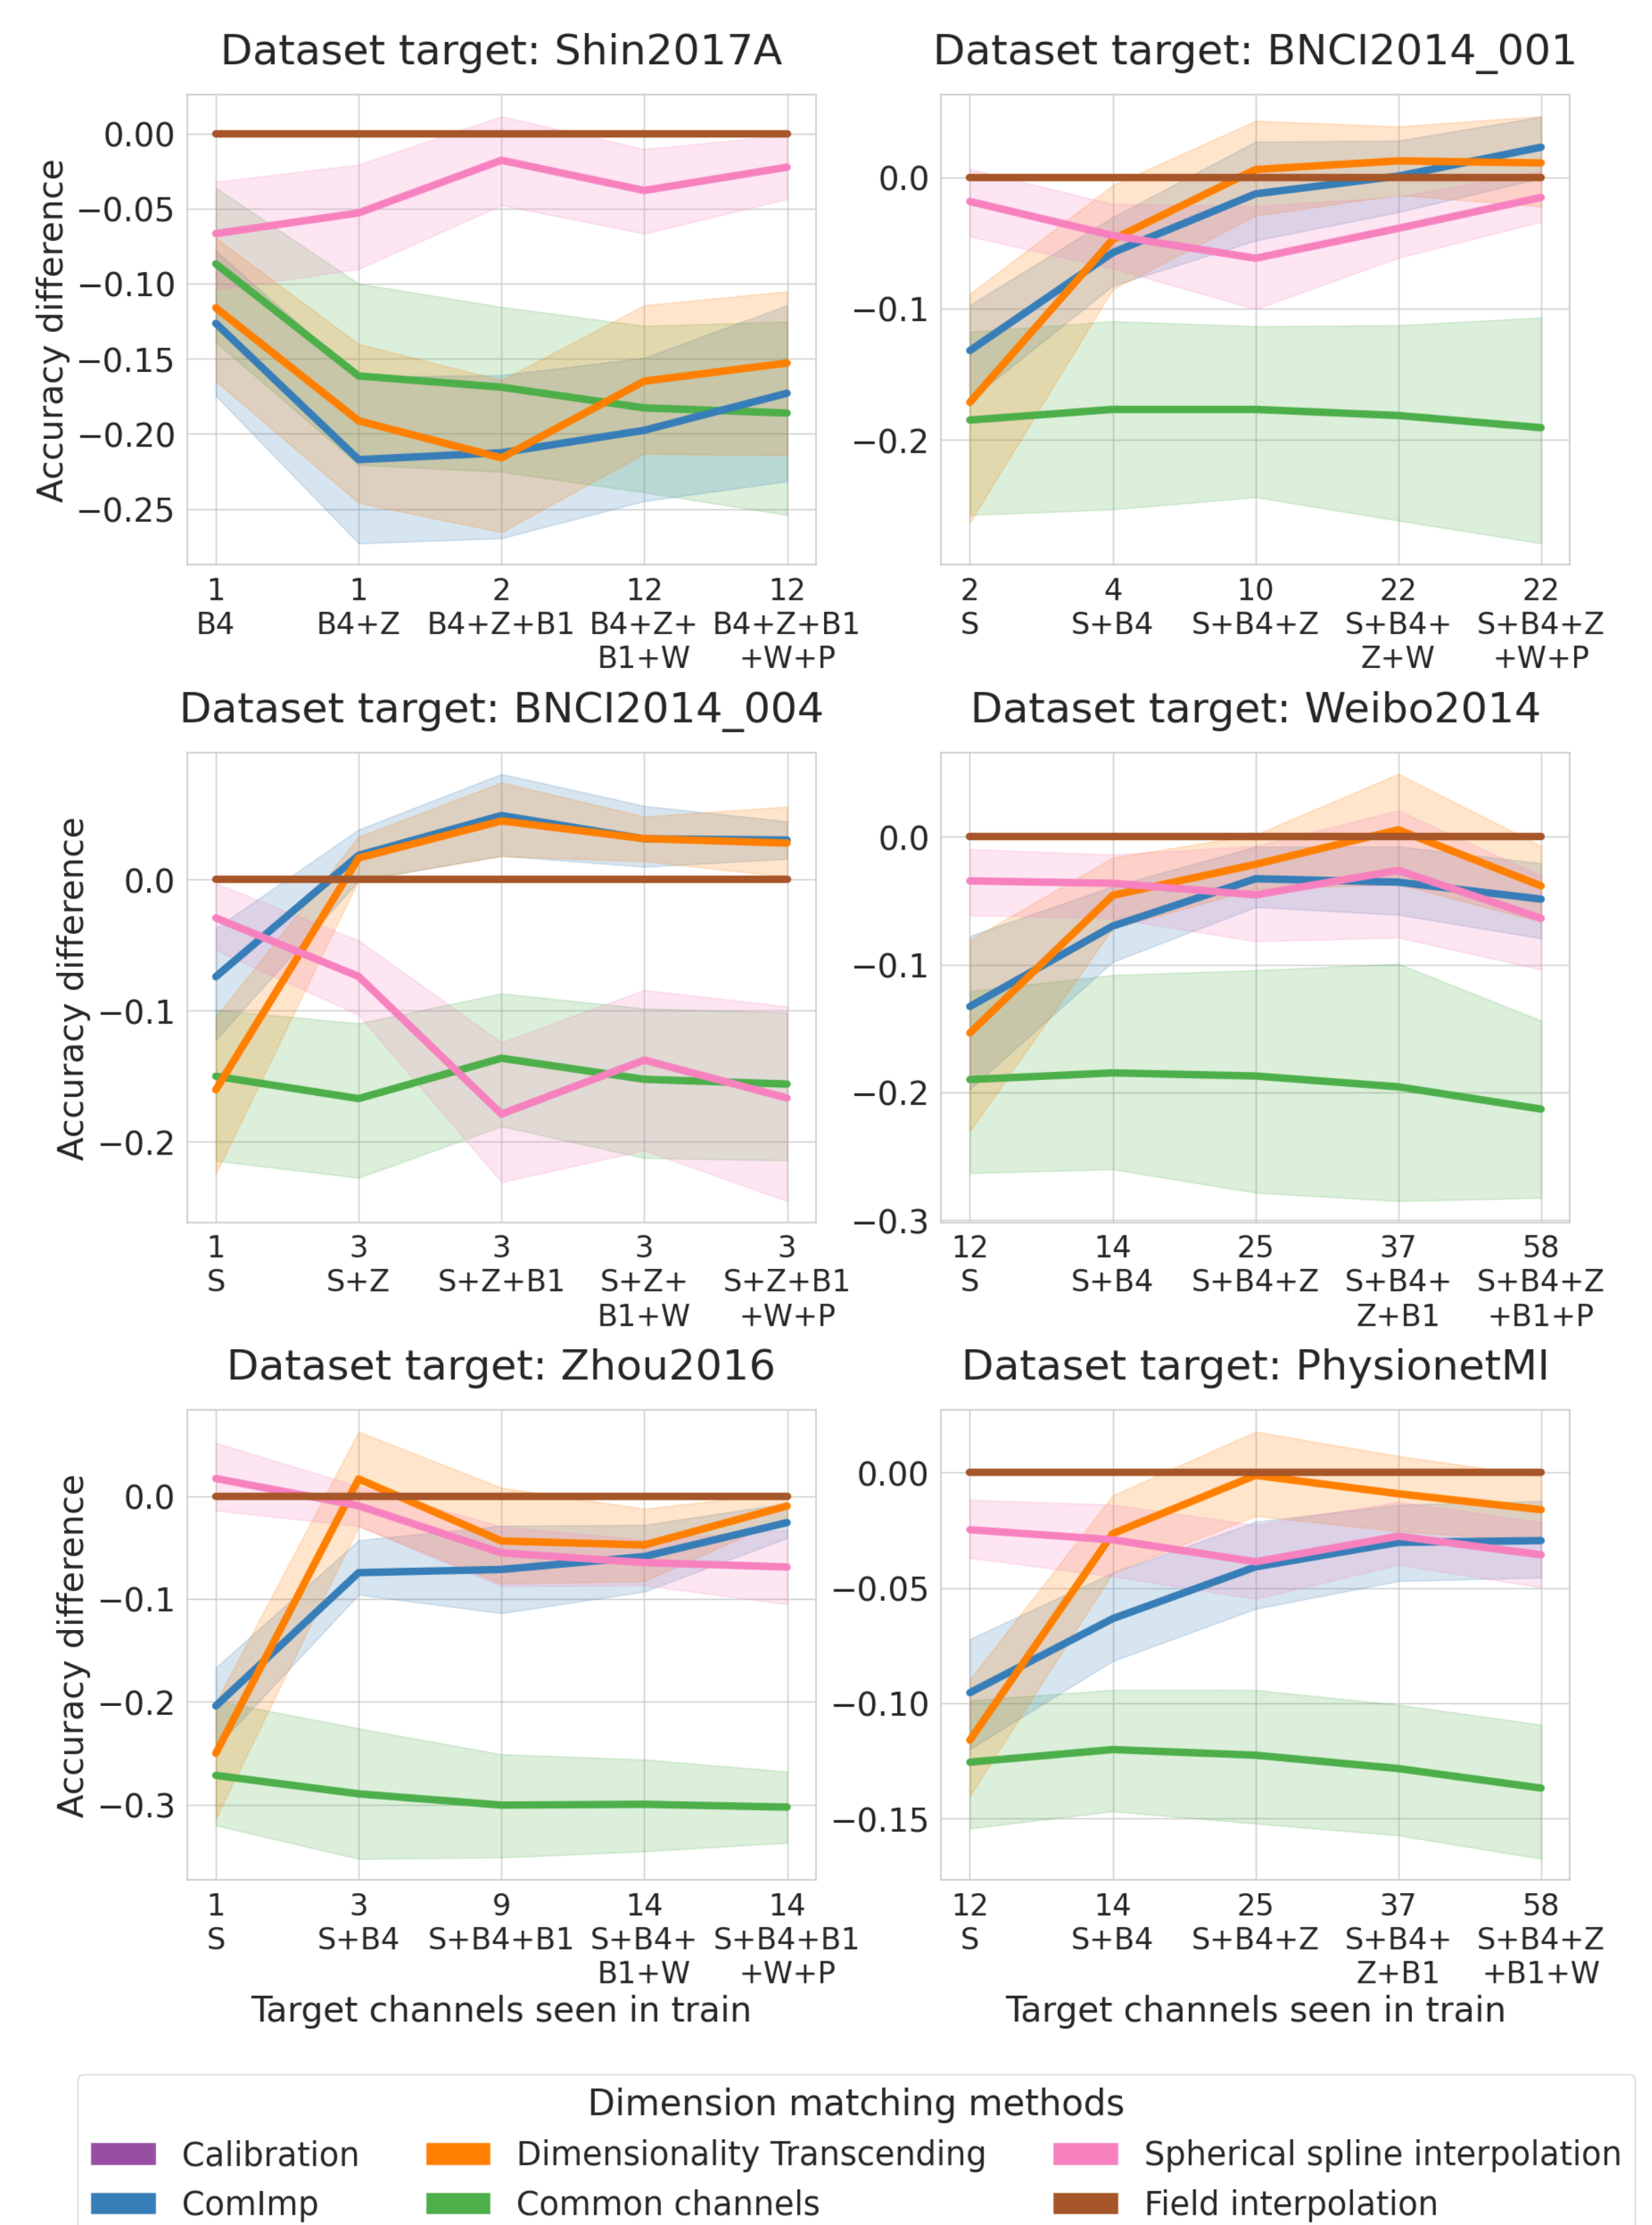 Dataset target: Shin2017A
Accuracy difference
0.00
−0.05
−0.10
−0.15
−0.20
−0.25
1 1 2 12 12
B4 B4+Z B4+Z+B1 B4+Z+ B4+Z+B1
B1+W +W+P
Dataset target: BNCI2014_001
0.0
−0.1
−0.2
2 4 10 22 22
S S+B4 S+B4+Z S+B4+ S+B4+Z
Z+W +W+P
Dataset target: BNCI2014_004
Accuracy difference
0.0
−0.1
−0.2
1 3 3 3 3
S S+Z S+Z+B1 S+Z+ S+Z+B1
B1+W +W+P
Dataset target: Weibo2014
0.0
−0.1
−0.2
−0.3
12 14 25 37 58
S S+B4 S+B4+Z S+B4+ S+B4+Z
Z+B1 +B1+P
Dataset target: Zhou2016
Accuracy difference
0.0
−0.1
−0.2
−0.3
1 3 9 14 14
S S+B4 S+B4+B1 S+B4+ S+B4+B1
B1+W +W+P
Target channels seen in train
Dataset target: PhysionetMI
0.00
−0.05
−0.10
−0.15
12 14 25 37 58
S S+B4 S+B4+Z S+B4+ S+B4+Z
Z+B1 +B1+W
Target channels seen in train
Dimension matching methods
Calibration Dimensionality Transcending Spherical spline interpolation
ComImp Common channels Field interpolation